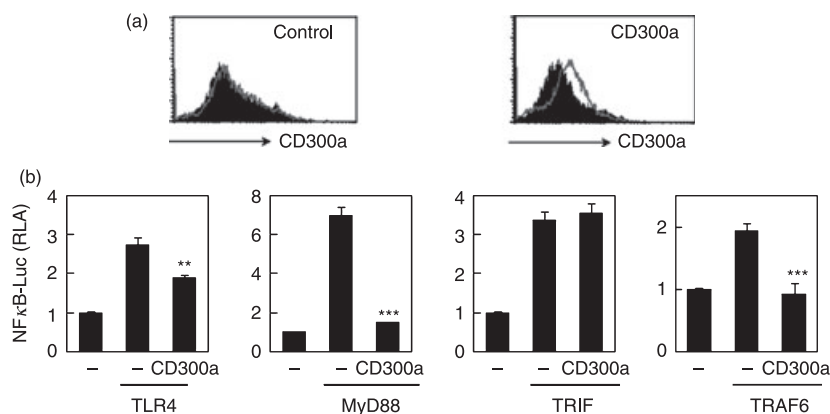 (a)
Control
CD300a
CD300a
CD300a
(b)
NFκB-Luc (RLA)
4
3
2
1
0
**
– – CD300a
TLR4
8
6
4
2
0
***
– – CD300a
MyD88
4
3
2
1
0
– – CD300a
TRIF
2
1
0
***
– – CD300a
TRAF6